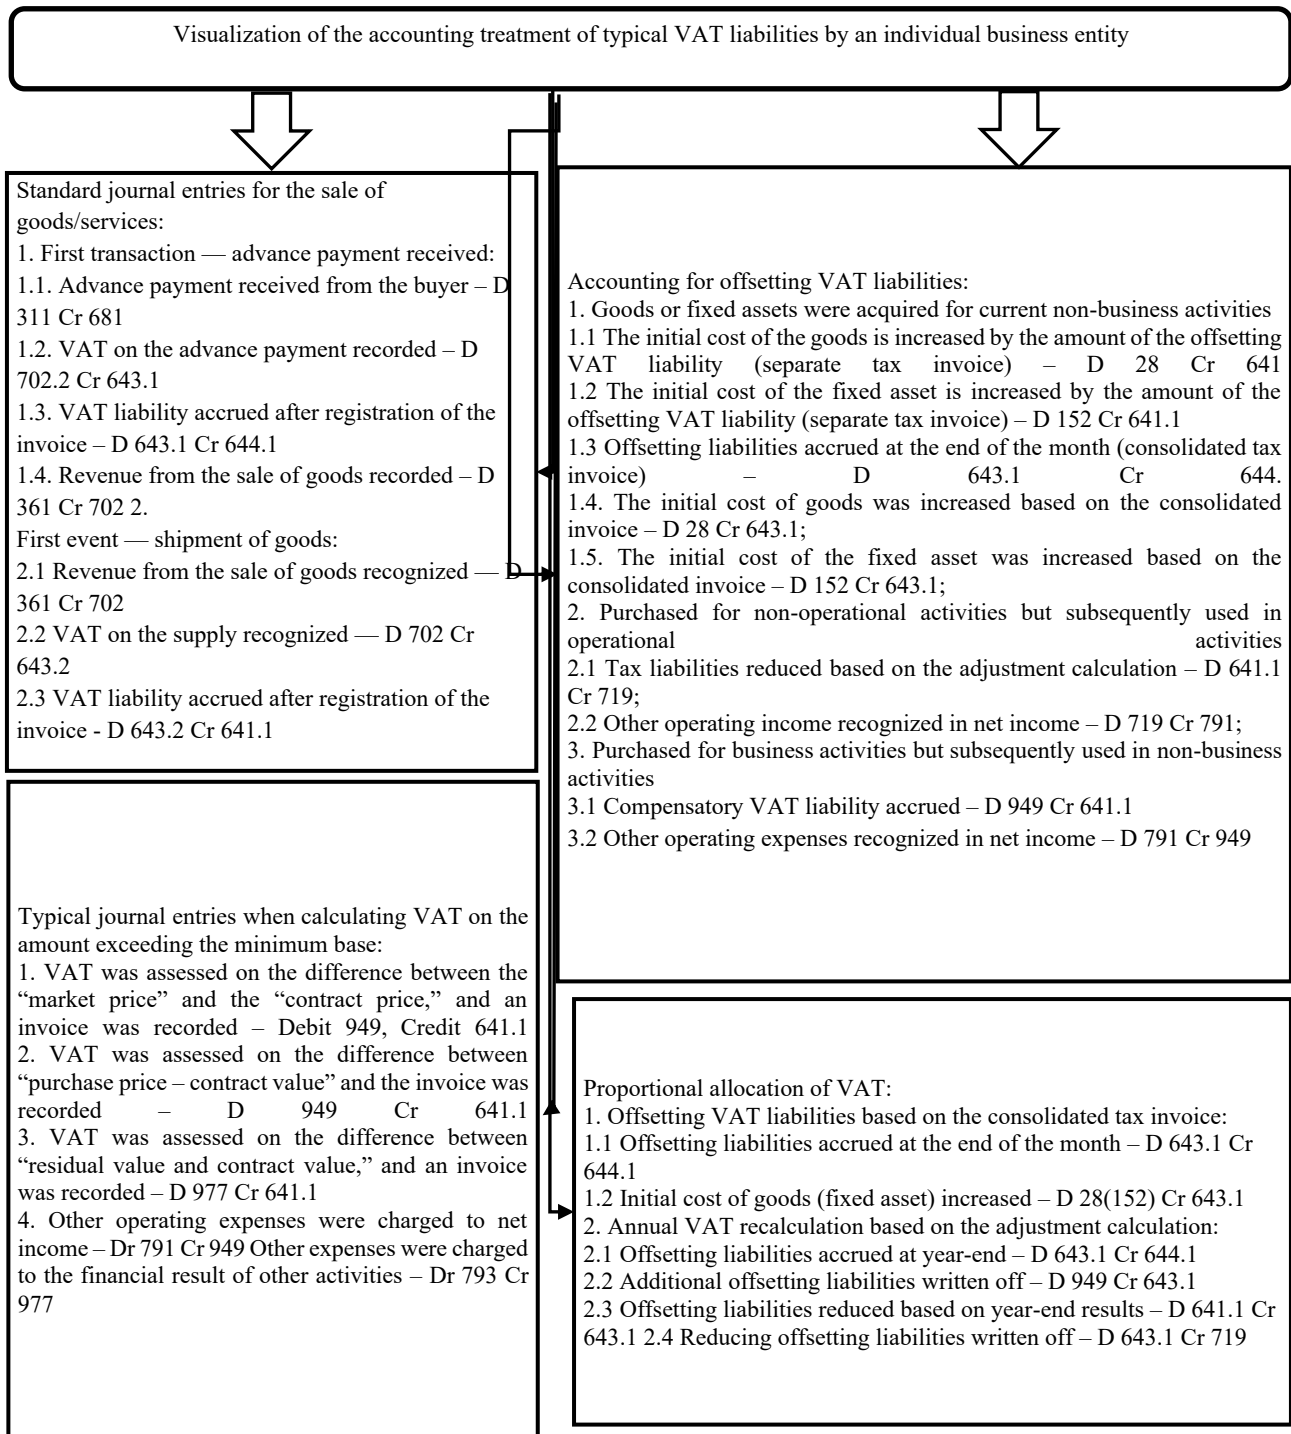 Visualization of the accounting treatment of typical VAT liabilities by an individual business entity
Standard journal entries for the sale of
goods/services:
1. First transaction — advance payment received:
1.1. Advance payment received from the buyer – D
311 Cr 681
1.2. VAT on the advance payment recorded – D
702.2 Cr 643.1
1.3. VAT liability accrued after registration of the
invoice – D 643.1 Cr 644.1
1.4. Revenue from the sale of goods recorded – D
361 Cr 702 2.
First event — shipment of goods:
2.1 Revenue from the sale of goods recognized — D
361 Cr 702
2.2 VAT on the supply recognized — D 702 Cr
643.2
2.3 VAT liability accrued after registration of the
invoice - D 643.2 Cr 641.1
Accounting for offsetting VAT liabilities:
1. Goods or fixed assets were acquired for current non-business activities
1.1 The initial cost of the goods is increased by the amount of the offsetting
VAT liability (separate tax invoice) – D 28 Cr 641
1.2 The initial cost of the fixed asset is increased by the amount of the
offsetting VAT liability (separate tax invoice) – D 152 Cr 641.1
1.3 Offsetting liabilities accrued at the end of the month (consolidated tax
invoice) – D 643.1 Cr 644.
1.4. The initial cost of goods was increased based on the consolidated
invoice – D 28 Cr 643.1;
1.5. The initial cost of the fixed asset was increased based on the
consolidated invoice – D 152 Cr 643.1;
2. Purchased for non-operational activities but subsequently used in
operational activities
2.1 Tax liabilities reduced based on the adjustment calculation – D 641.1
Cr 719;
2.2 Other operating income recognized in net income – D 719 Cr 791;
3. Purchased for business activities but subsequently used in non-business
activities
3.1 Compensatory VAT liability accrued – D 949 Cr 641.1
3.2 Other operating expenses recognized in net income – D 791 Cr 949
Typical journal entries when calculating VAT on the
amount exceeding the minimum base:
1. VAT was assessed on the difference between the
“market price” and the “contract price,” and an
invoice was recorded – Debit 949, Credit 641.1
2. VAT was assessed on the difference between
“purchase price – contract value” and the invoice was
recorded – D 949 Cr 641.1
3. VAT was assessed on the difference between
“residual value and contract value,” and an invoice
was recorded – D 977 Cr 641.1
4. Other operating expenses were charged to net
income – Dr 791 Cr 949 Other expenses were charged
to the financial result of other activities – Dr 793 Cr
977
Proportional allocation of VAT:
1. Offsetting VAT liabilities based on the consolidated tax invoice:
1.1 Offsetting liabilities accrued at the end of the month – D 643.1 Cr
644.1
1.2 Initial cost of goods (fixed asset) increased – D 28(152) Cr 643.1
2. Annual VAT recalculation based on the adjustment calculation:
2.1 Offsetting liabilities accrued at year-end – D 643.1 Cr 644.1
2.2 Additional offsetting liabilities written off – D 949 Cr 643.1
2.3 Offsetting liabilities reduced based on year-end results – D 641.1 Cr
643.1 2.4 Reducing offsetting liabilities written off – D 643.1 Cr 719